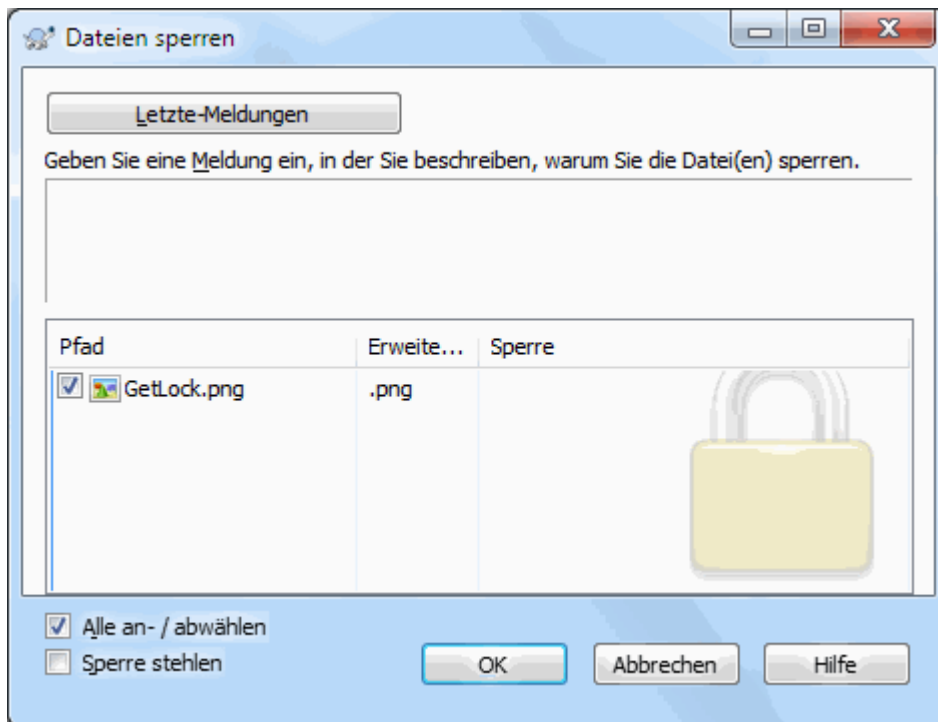 Dateien sperren
Letzte-Meldungen
Geben Sie eine Meldung ein, in der Sie beschreiben, warum Sie die Datei(en) sperren.
Pfad Erweite... Sperre
GetLock.png .png
Alle an- / abwählen
Sperre stehlen
OK Abbrechen Hilfe